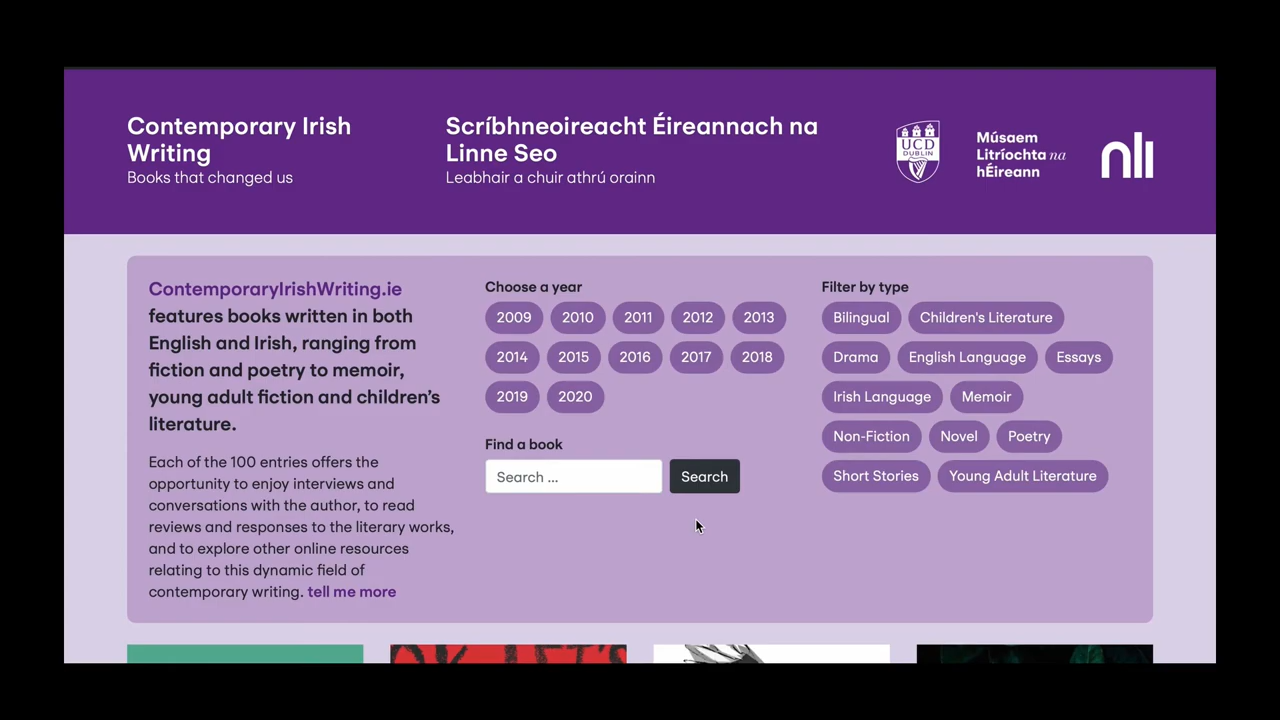 Contemporary Irish
Writing
Books that changed us
Scríbhneoireacht Éireannach na
Linne Seo
Leabhair a chuir athrú orainn
UCD
DUBLIN
Músaem
Litríochta na
hÉireann
nli
ContemporaryIrishWriting.ie
features books written in both
English and Irish, ranging from
fiction and poetry to memoir,
young adult fiction and children’s
literature.
Each of the 100 entries offers the
opportunity to enjoy interviews and
conversations with the author, to read
reviews and responses to the literary works,
and to explore other online resources
relating to this dynamic field of
contemporary writing. tell me more
Choose a year
2009 2010 2011 2012 2013
2014 2015 2016 2017 2018
2019 2020
Find a book
Search ... Search
Filter by type
Bilingual Children's Literature
Drama English Language Essays
Irish Language Memoir
Non-Fiction Novel Poetry
Short Stories Young Adult Literature